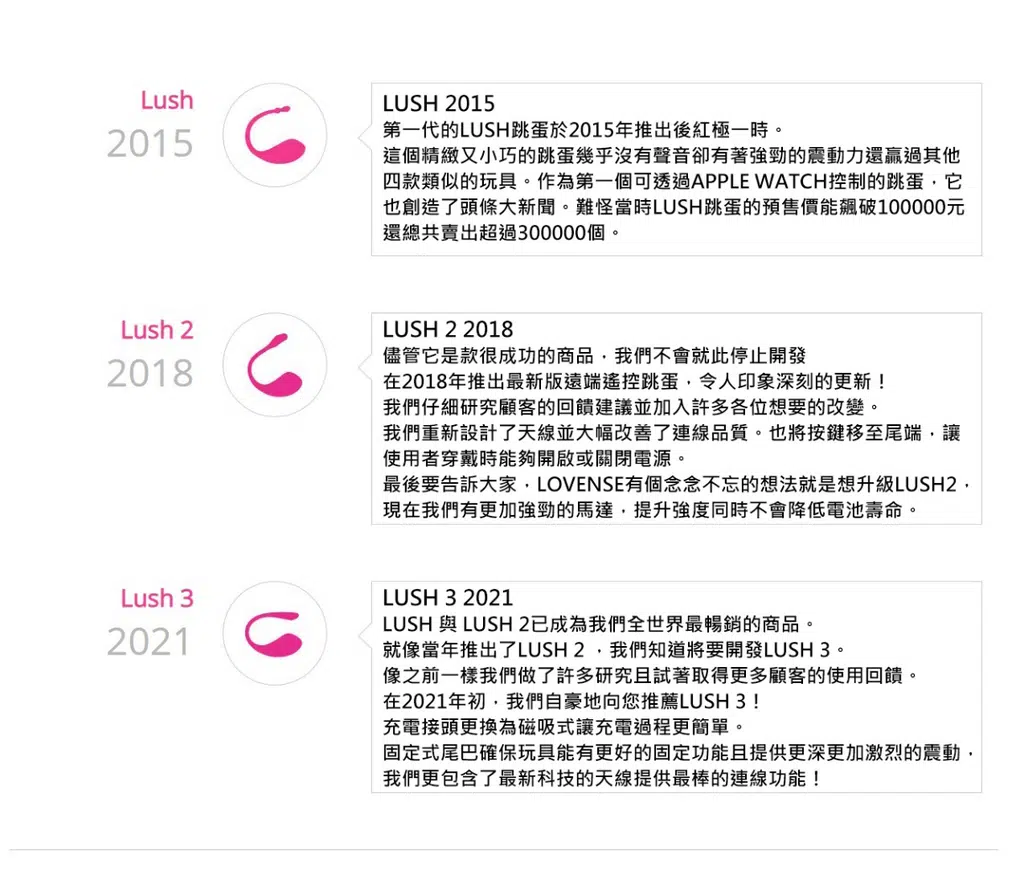 Lush
2015
LUSH 2015
第一代的LUSH跳蛋於2015年推出後紅極一時。
這個精緻又小巧的跳蛋幾乎沒有聲音卻有著強勁的震動力還贏過其他
四款類似的玩具。作為第一個可透過APPLE WATCH控制的跳蛋，它
也創造了頭條大新聞。難怪當時LUSH跳蛋的預售價能飆破100000元
還總共賣出超過300000個。
Lush 2
2018
LUSH 2 2018
儘管它是款很成功的商品，我們不會就此停止開發
在2018年推出最新版遠端遙控跳蛋，令人印象深刻的更新！
我們仔細研究顧客的回饋建議並加入許多各位想要的改變。
我們重新設計了天線並大幅改善了連線品質。也將按鍵移至尾端，讓
使用者穿戴時能夠開啟或關閉電源。
最後要告訴大家，LOVENSE有個念念不忘的想法就是想升級LUSH2，
現在我們有更加強勁的馬達，提升強度同時不會降低電池壽命。
Lush 3
2021
LUSH 3 2021
LUSH 與 LUSH 2已成為我們全世界最暢銷的商品。
就像當年推出了LUSH 2 ，我們知道將要開發LUSH 3。
像之前一樣我們做了許多研究且試著取得更多顧客的使用回饋。
在2021年初，我們自豪地向您推薦LUSH 3！
充電接頭更換為磁吸式讓充電過程更簡單。
固定式尾巴確保玩具能有更好的固定功能且提供更深更加激烈的震動，
我們更包含了最新科技的天線提供最棒的連線功能！